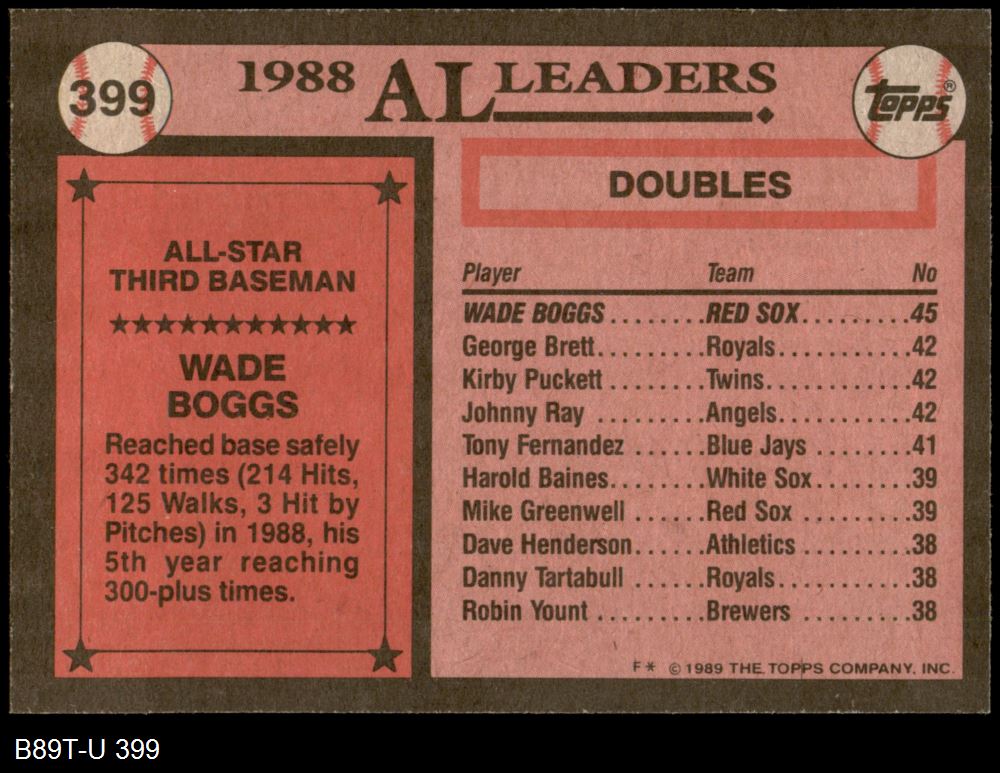 399
1988 AL LEADERS
topps®
ALL-STAR
THIRD BASEMAN
WADE
BOGGS
Reached base safely
342 times (214 Hits,
125 Walks, 3 Hit by
Pitches) in 1988, his
5th year reaching
300-plus times.
DOUBLES
Player Team No
WADE BOGGS.......RED SOX.........45
George Brett.........Royals...........42
Kirby Puckett ........Twins............42
Johnny Ray .........Angels...........42
Tony Fernandez ......Blue Jays ........41
Harold Baines.......White Sox........39
Mike Greenwell ......Red Sox .........39
Dave Henderson......Athletics .........38
Danny Tartabull ......Royals...........38
Robin Yount .........Brewers .........38
F* © 1989 THE TOPPS COMPANY, INC.
B89T-U 399